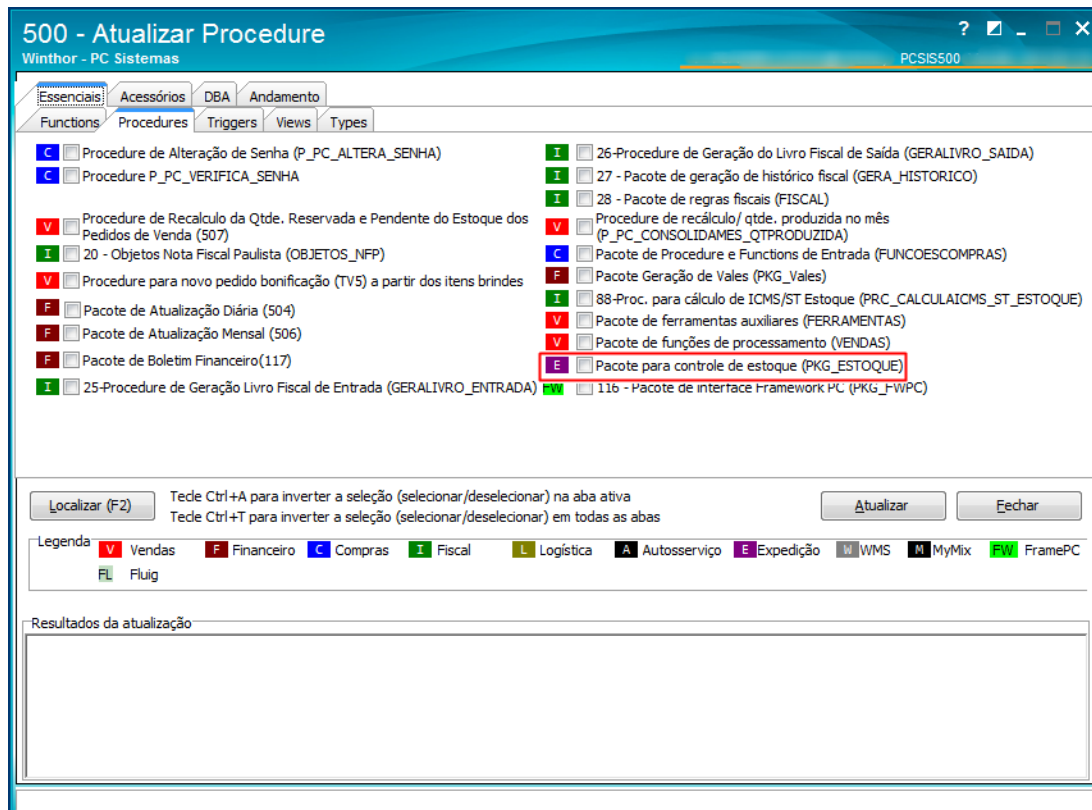 500 - Atualizar Procedure
Winthor - PC Sistemas
PCSIS500
Essenciais Acessórios DBA Andamento
Functions Procedures Triggers Views Types
C Procedure de Alteração de Senha (P_PC_ALTERA_SENHA)
C Procedure P_PC_VERIFICA_SENHA
V Procedure de Recalculo da Qtde. Reservada e Pendente do Estoque dos
Pedidos de Venda (507)
I 20 - Objetos Nota Fiscal Paulista (OBJETOS_NFP)
V Procedure para novo pedido bonificação (TV5) a partir dos itens brindes
F Pacote de Atualização Diária (504)
F Pacote de Atualização Mensal (506)
F Pacote de Boletim Financeiro(117)
I 25-Procedure de Geração Livro Fiscal de Entrada (GERALIVRO_ENTRADA)
I 26-Procedure de Geração do Livro Fiscal de Saída (GERALIVRO_SAIDA)
I 27 - Pacote de geração de histórico fiscal (GERA_HISTORICO)
I 28 - Pacote de regras fiscais (FISCAL)
V Procedure de recálculo/ qtde. produzida no mês
(P_PC_CONSOLIDAMES_QTPRODUZIDA)
C Pacote de Procedure e Functions de Entrada (FUNCOESCOMPRAS)
F Pacote Geração de Vales (PKG_Vales)
I 88-Proc. para cálculo de ICMS/ST Estoque (PRC_CALCULAICMS_ST_ESTOQUE)
V Pacote de ferramentas auxiliares (FERRAMENTAS)
V Pacote de funções de processamento (VENDAS)
E Pacote para controle de estoque (PKG_ESTOQUE)
FW 116 - Pacote de Interface Framework PC (PKG_FWPC)
Localizar (F2)
Tecle Ctrl+A para inverter a seleção (selecionar/deselecionar) na aba ativa
Tecle Ctrl+T para inverter a seleção (selecionar/deselecionar) em todas as abas
Atualizar Fechar
Legenda
V Vendas F Financeiro C Compras I Fiscal L Logística A Autosserviço E Expedição W WMS M MyMix FW FramePC
FL Fluig
Resultados da atualização